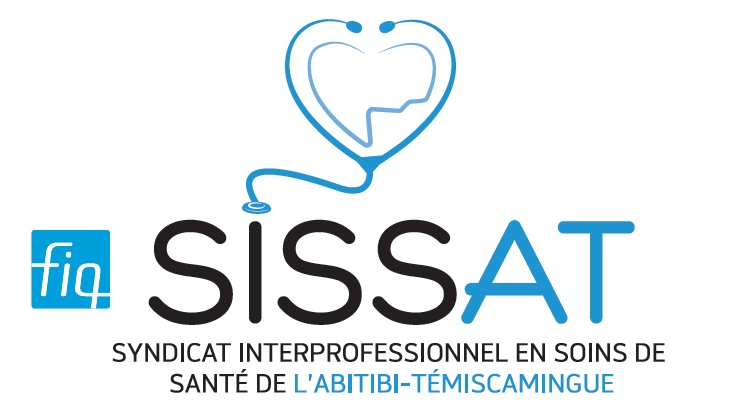 fiq
SISSAT
SYNDICAT INTERPROFESSIONNEL EN SOINS DE
SANTÉ DE L'ABITIBI-TÉMISCAMINGUE